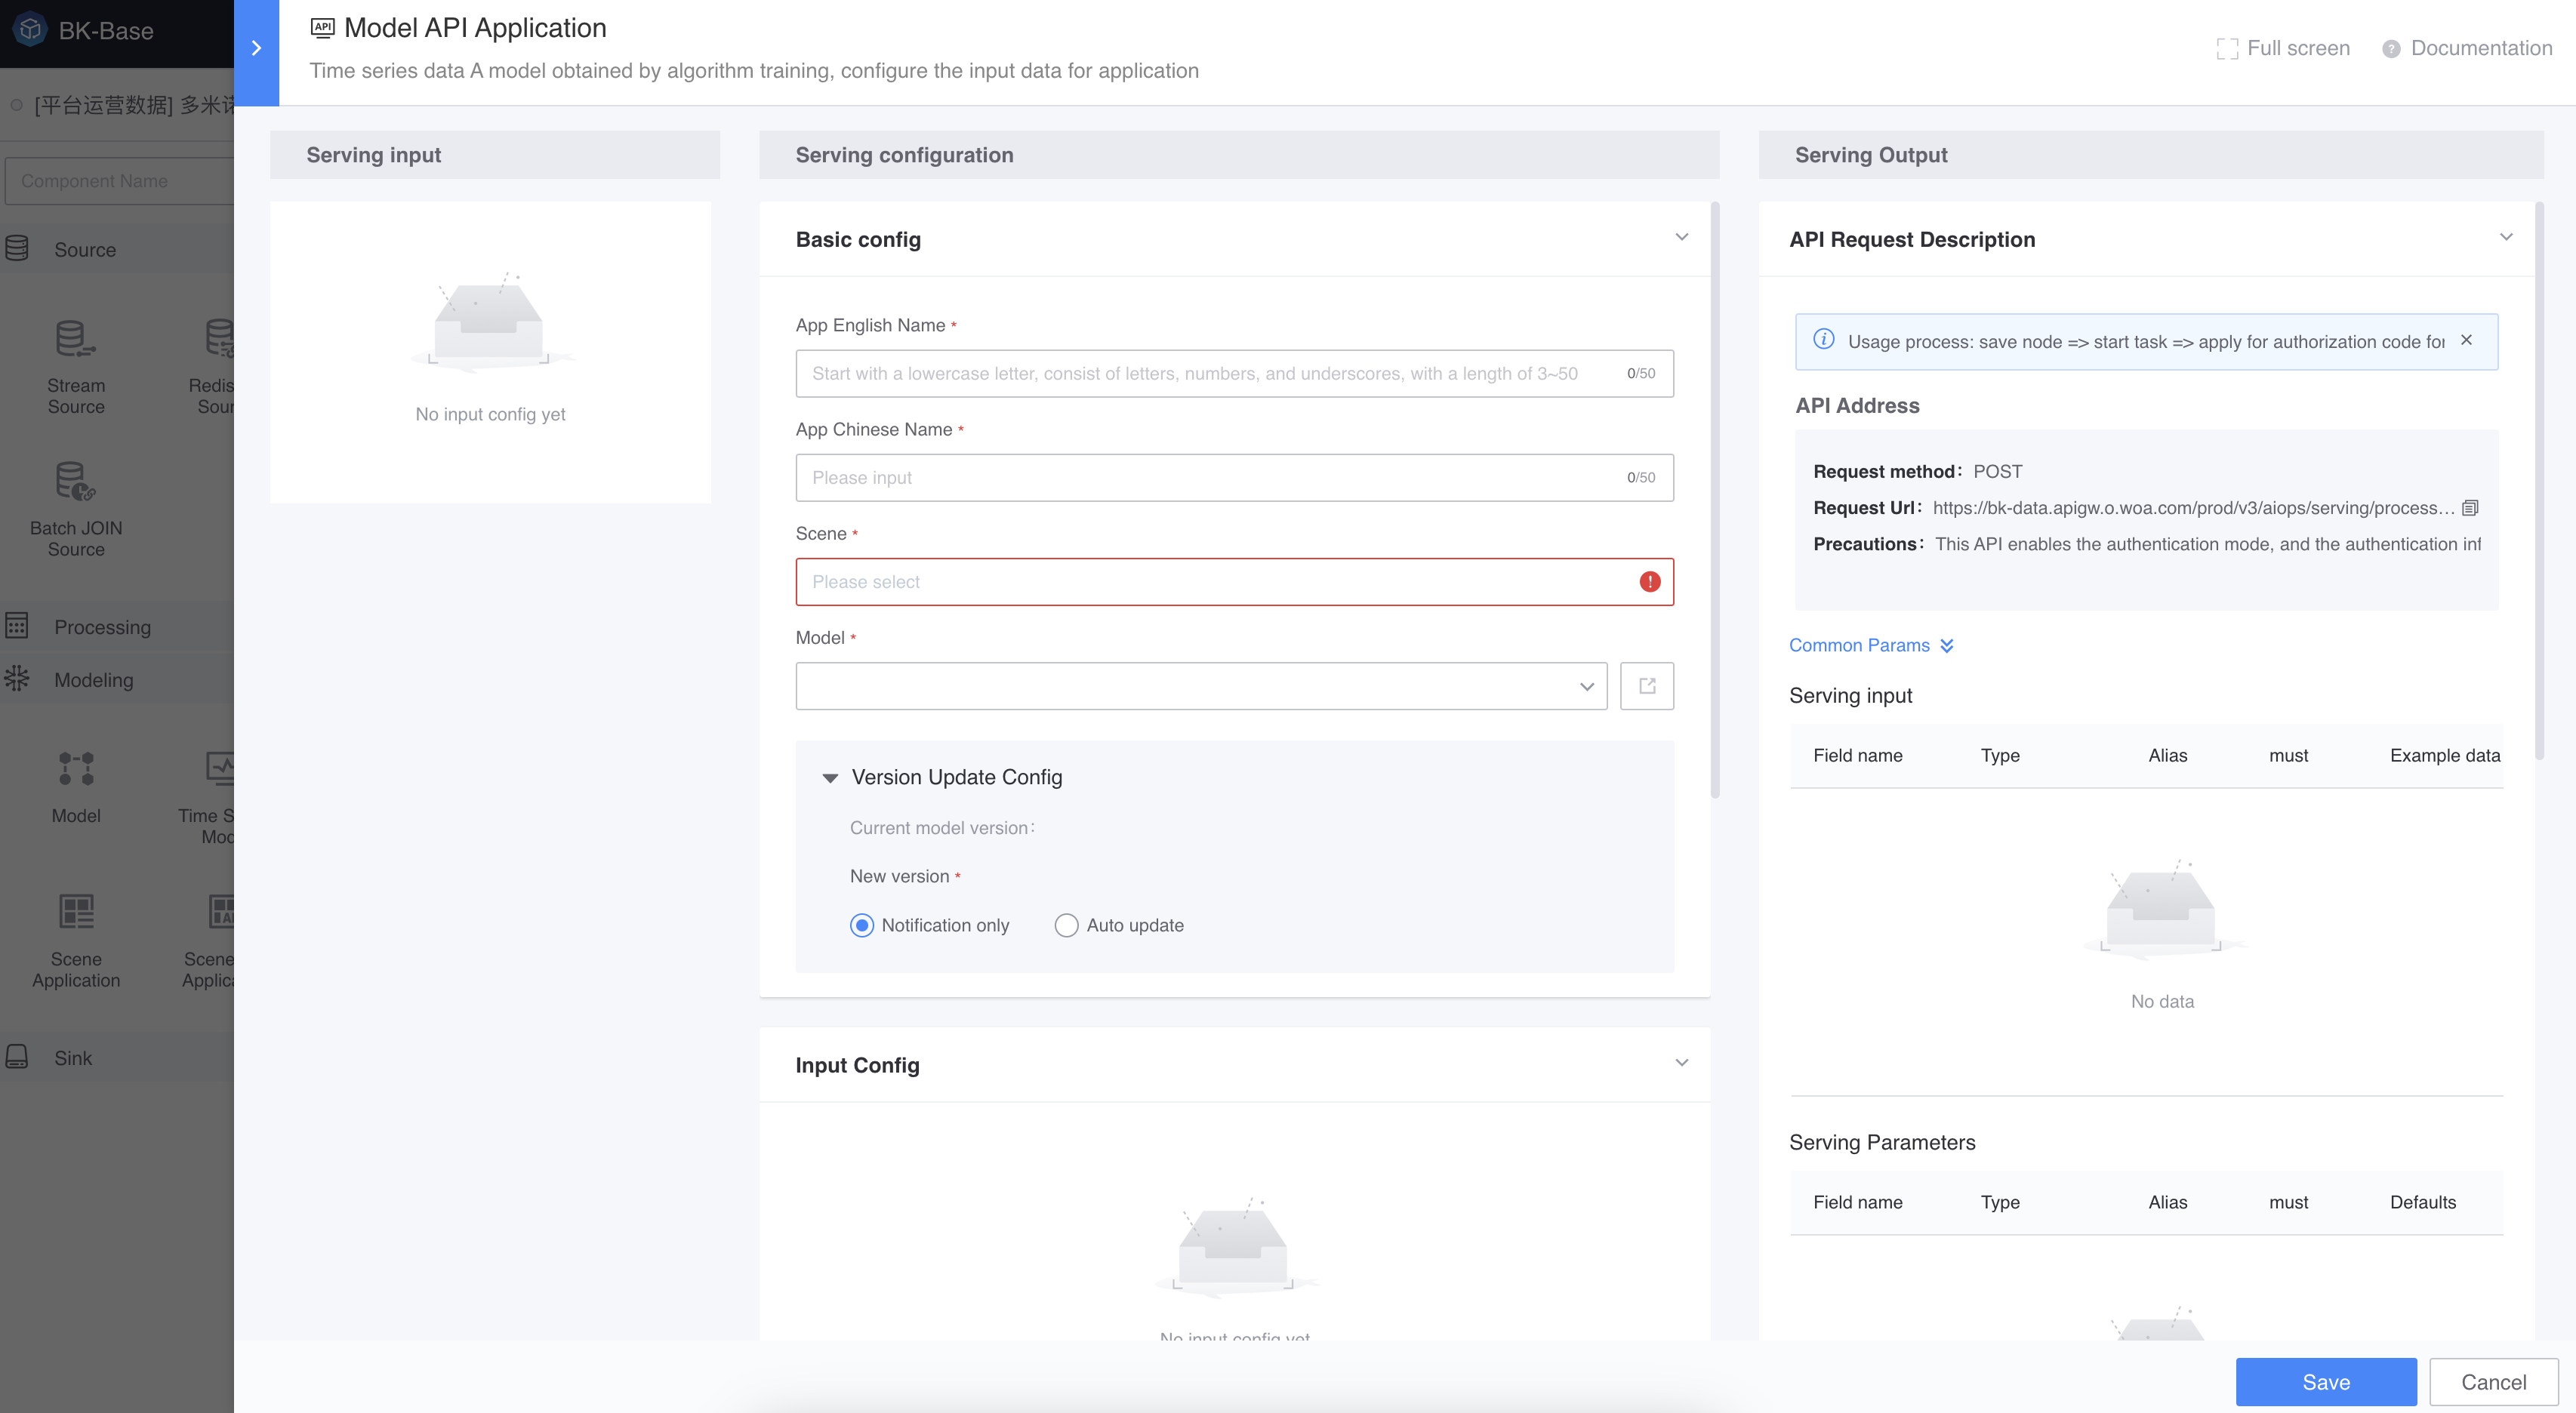 BK-Base
Model API Application
Time series data A model obtained by algorithm training, configure the input data for application
Full screen
Documentation
[平台运营数据] 多米诺
Component Name
Source
Stream
Source
Redis
Sour
Batch JOIN
Source
Processing
Modeling
Model
Time S
Mod
Scene
Application
Scene
Applica
Sink
Serving input
No input config yet
Serving configuration
Basic config
App English Name *
Start with a lowercase letter, consist of letters, numbers, and underscores, with a length of 3~50
0/50
App Chinese Name *
Please input
0/50
Scene *
Please select
Model *
Version Update Config
Current model version：
New version *
Notification only
Auto update
Input Config
No input config yet
Serving Output
API Request Description
Usage process: save node => start task => apply for authorization code for
API Address
Request method： POST
Request Url： https://bk-data.apigw.o.woa.com/prod/v3/aiops/serving/process...
Precautions： This API enables the authentication mode, and the authentication inf
Common Params
Serving input
Field name Type Alias must Example data
No data
Serving Parameters
Field name Type Alias must Defaults
Save
Cancel